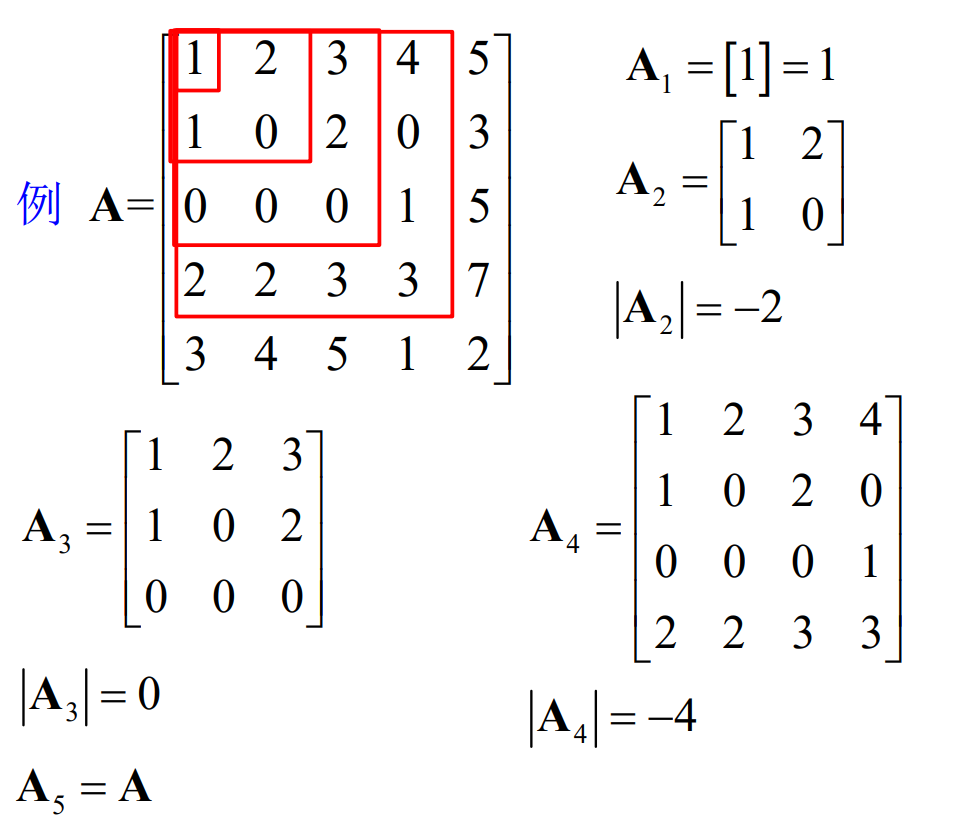 例 A= [1 2 3 4 5
1 0 2 0 3
0 0 0 1 5
2 2 3 3 7
3 4 5 1 2]
A₁ = [1] = 1
A₂ = [1 2
1 0]
|A₂| = −2
A₃ = [1 2 3
1 0 2
0 0 0]
|A₃| = 0
A₄ = [1 2 3 4
1 0 2 0
0 0 0 1
2 2 3 3]
|A₄| = −4
A₅ = A